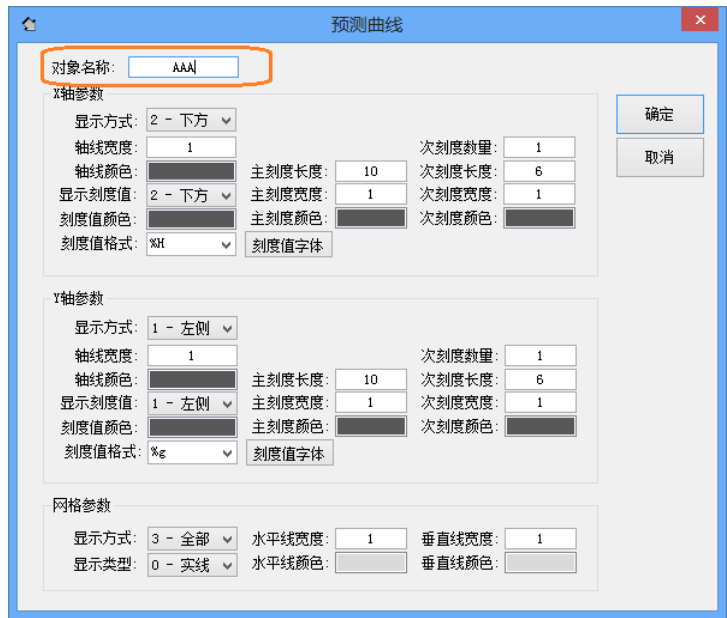 预测曲线
对象名称: AAA
X轴参数
显示方式: 2 - 下方
轴线宽度: 1 次刻度数量: 1
轴线颜色: 主刻度长度: 10 次刻度长度: 6
显示刻度值: 2 - 下方 主刻度宽度: 1 次刻度宽度: 1
刻度值颜色: 主刻度颜色: 次刻度颜色:
刻度值格式: %H 刻度值字体
确定
取消
Y轴参数
显示方式: 1 - 左侧
轴线宽度: 1 次刻度数量: 1
轴线颜色: 主刻度长度: 10 次刻度长度: 6
显示刻度值: 1 - 左侧 主刻度宽度: 1 次刻度宽度: 1
刻度值颜色: 主刻度颜色: 次刻度颜色:
刻度值格式: %g 刻度值字体
网格参数
显示方式: 3 - 全部 水平线宽度: 1 垂直线宽度: 1
显示类型: 0 - 实线 水平线颜色: 垂直线颜色: